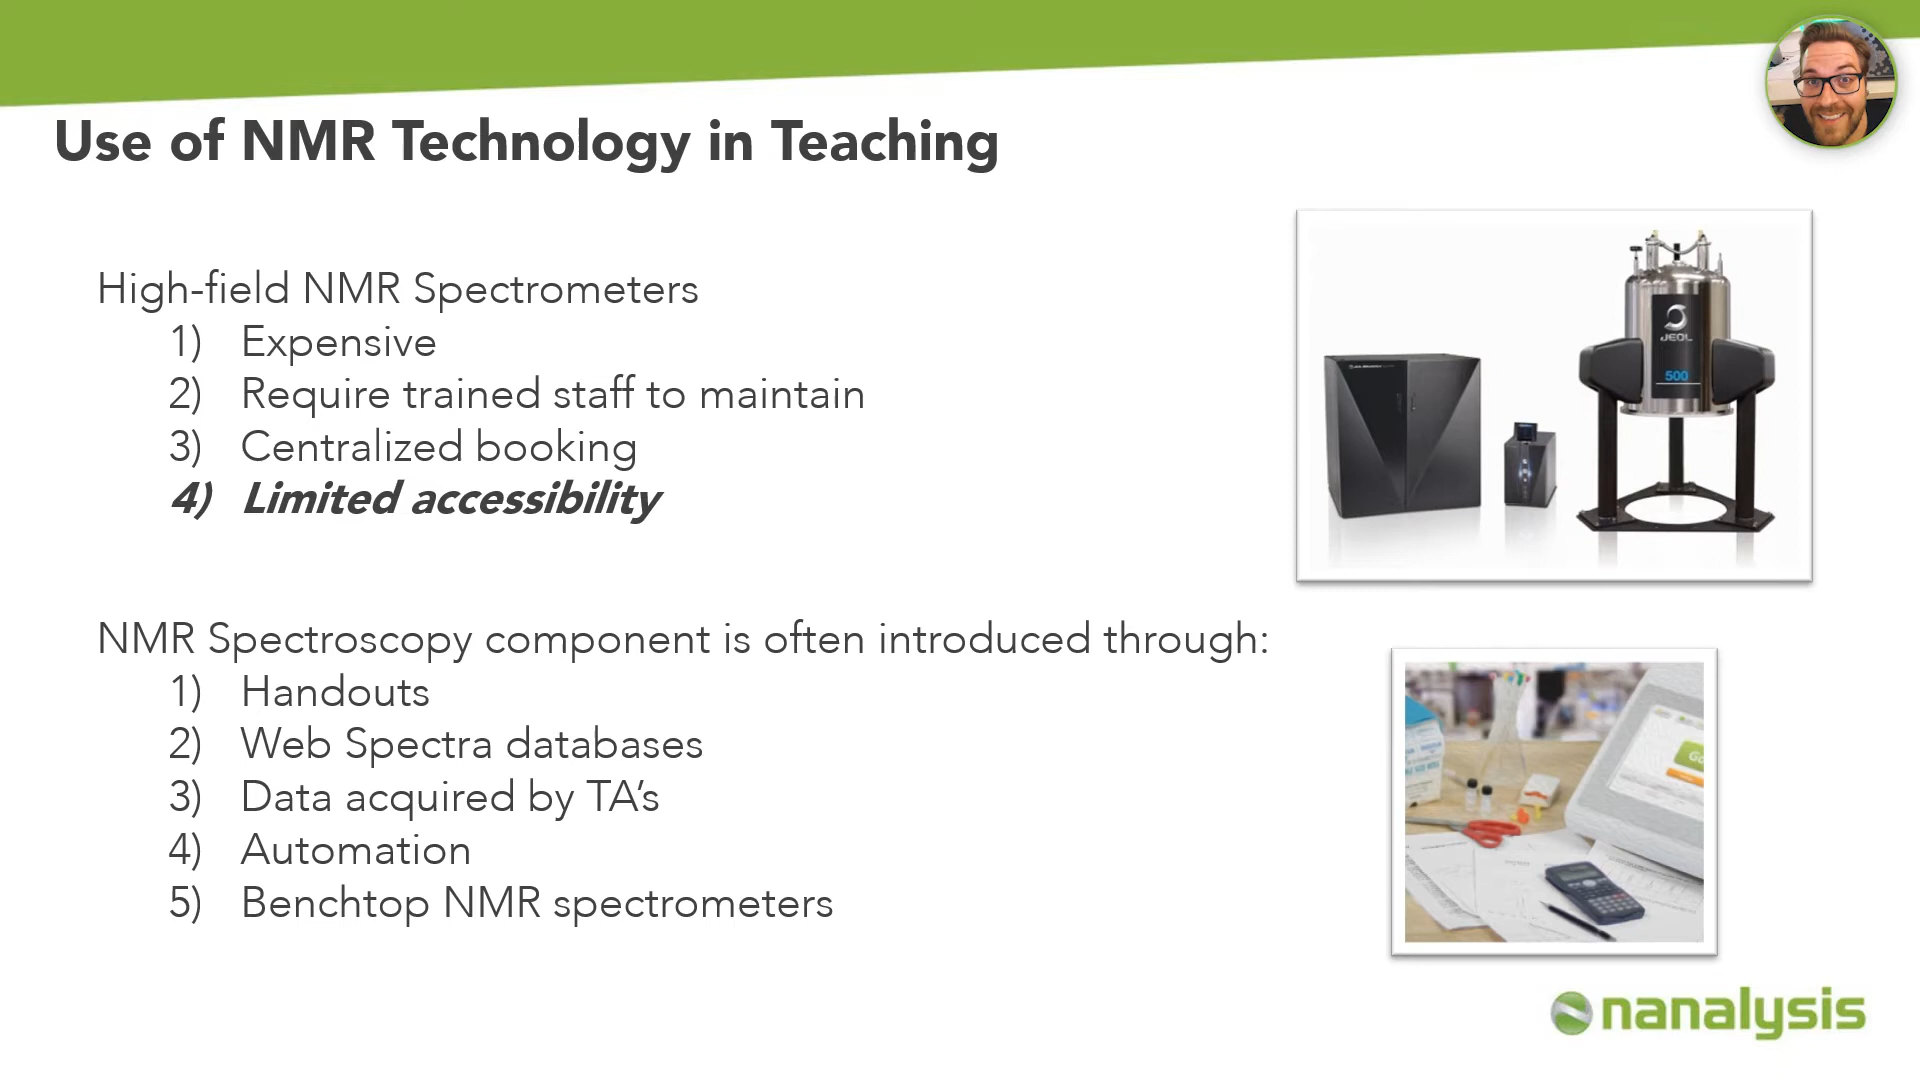 Use of NMR Technology in Teaching
High-field NMR Spectrometers
1) Expensive
2) Require trained staff to maintain
3) Centralized booking
4) Limited accessibility
JEOL
500
NMR Spectroscopy component is often introduced through:
1) Handouts
2) Web Spectra databases
3) Data acquired by TA’s
4) Automation
5) Benchtop NMR spectrometers
nanalysis